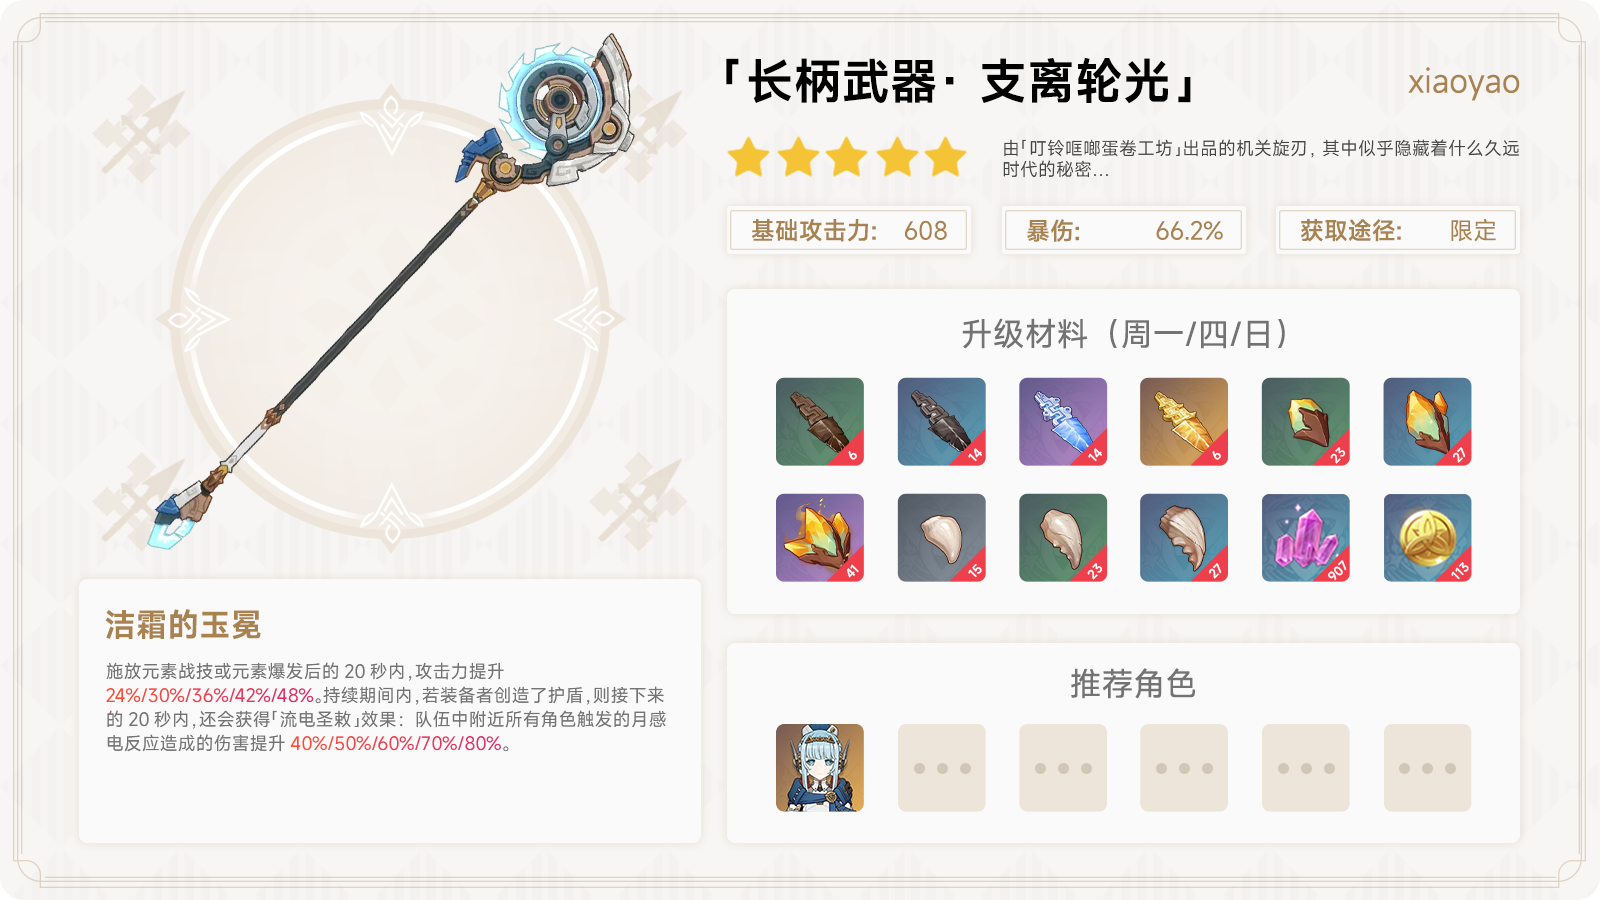 「长柄武器· 支离轮光」
xiaoyao
由「叮铃哐啷蛋卷工坊」出品的机关旋刃，其中似乎隐藏着什么久远
时代的秘密...
基础攻击力: 608
暴伤: 66.2%
获取途径: 限定
升级材料（周一/四/日）
6 14 14 6 23 27
41 15 23 27 907 113
洁霜的玉冕
施放元素战技或元素爆发后的 20 秒内,攻击力提升
24%/30%/36%/42%/48%。持续期间内,若装备者创造了护盾,则接下来
的 20 秒内,还会获得「流电圣敕」效果：队伍中附近所有角色触发的月感
电反应造成的伤害提升 40%/50%/60%/70%/80%。
推荐角色